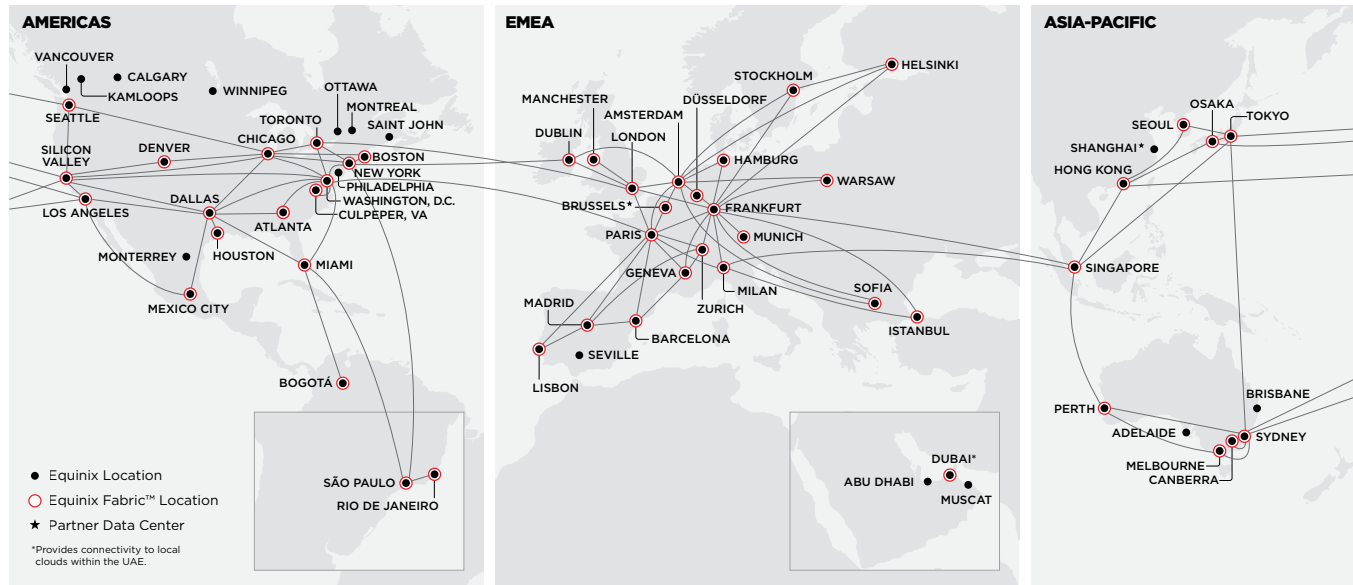 AMERICAS
VANCOUVER
CALGARY
KAMLOOPS
WINNIPEG
OTTAWA
MONTREAL
SAINT JOHN
SEATTLE
TORONTO
CHICAGO
SILICON
VALLEY
DENVER
BOSTON
NEW YORK
PHILADELPHIA
WASHINGTON, D.C.
CULPEPER, VA
LOS ANGELES
DALLAS
ATLANTA
HOUSTON
MONTERREY
MIAMI
MEXICO CITY
BOGOTÁ
SÃO PAULO
RIO DE JANEIRO
Equinix Location
Equinix Fabric™ Location
★ Partner Data Center
*Provides connectivity to local
clouds within the UAE.
EMEA
HELSINKI
STOCKHOLM
MANCHESTER
AMSTERDAM
DÜSSELDORF
DUBLIN
LONDON
HAMBURG
WARSAW
BRUSSELS*
FRANKFURT
PARIS
MUNICH
GENEVA
MILAN
SOFIA
MADRID
ZURICH
ISTANBUL
BARCELONA
SEVILLE
LISBON
DUBAI*
ABU DHABI
MUSCAT
ASIA-PACIFIC
OSAKA
TOKYO
SEOUL
SHANGHAI*
HONG KONG
SINGAPORE
BRISBANE
PERTH
ADELAIDE
SYDNEY
MELBOURNE
CANBERRA